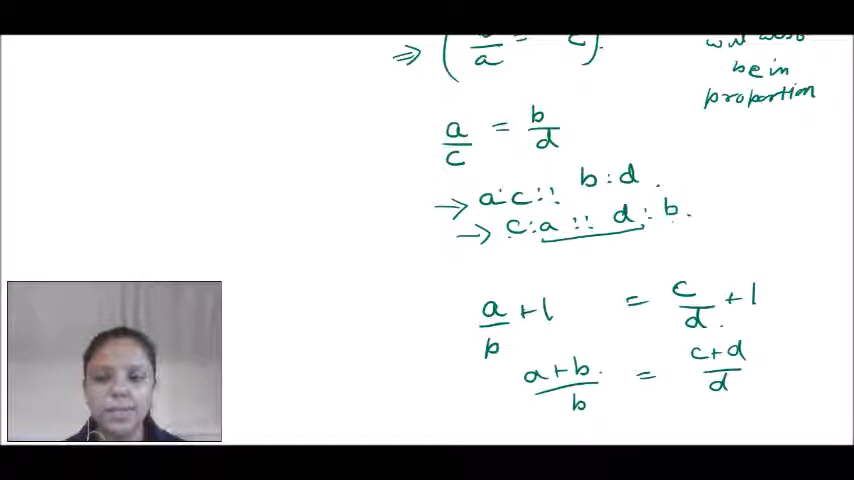 ⇒ ( /a = c )
be in
proportion
a/c = b/d
→ a:c :: b:d.
→ c:a :: d:b.
a/b +1 = c/d +1
a+b/b = c+d/d